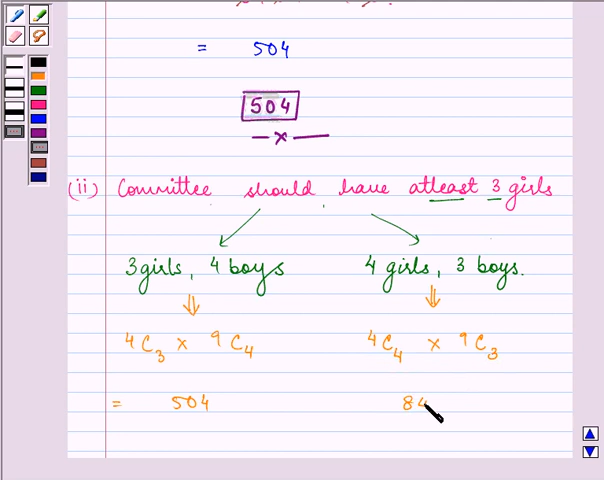 = 504
504
— x —
(ii) Committee should have atleast 3 girls
3 girls, 4 boys 4 girls, 3 boys.
⇓ ⇓
⁴C₃ x ⁹C₄ ⁴C₄ x ⁹C₃
= 504 84